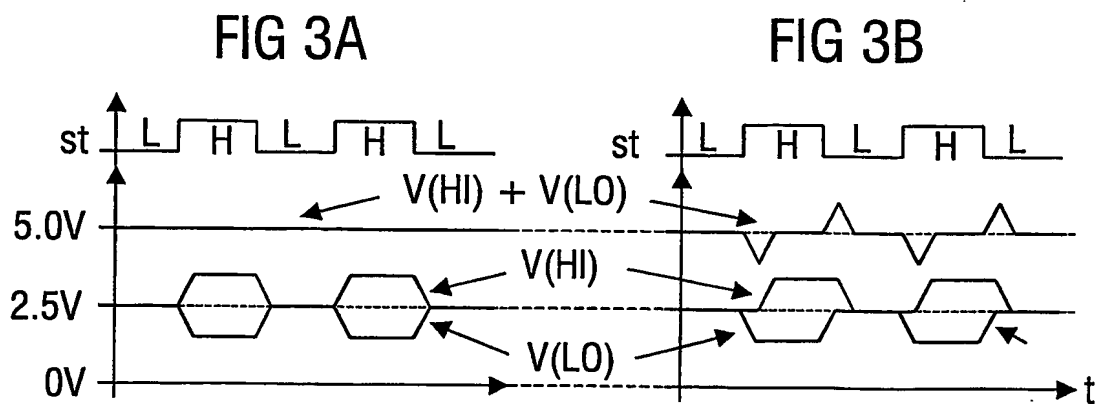 FIG 3A FIG 3B
st L H L H L
st L H L H L
V(HI) + V(LO)
5.0V
V(HI)
2.5V
V(LO)
0V
t